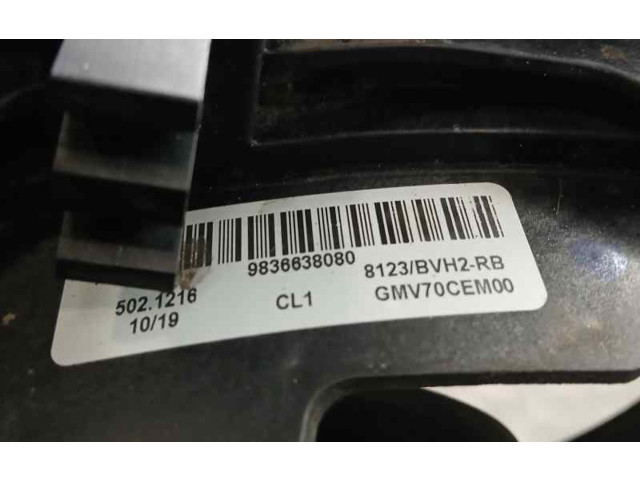 9836638080
8123/BVH2-RB
502.1216
CL1
GMV70CEM00
10/19